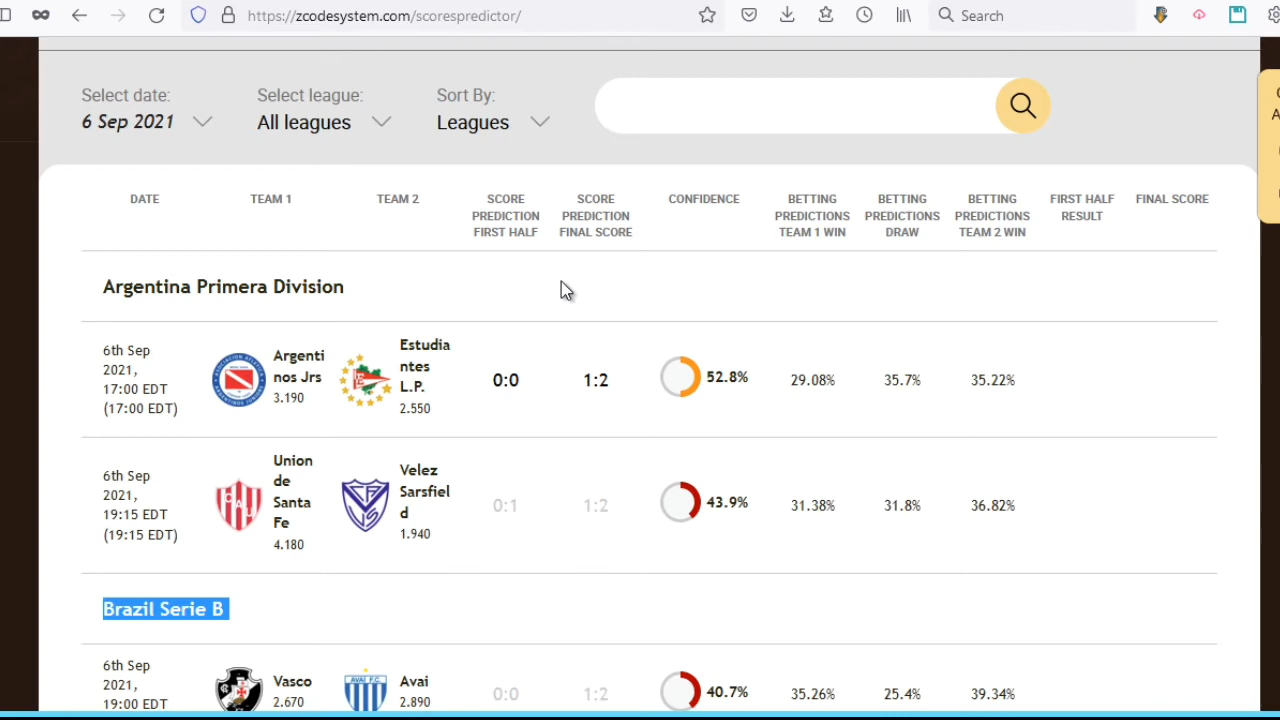 https://zcodesystem.com/scorespredictor/
Search
Select date:
6 Sep 2021
Select league:
All leagues
Sort By:
Leagues
DATE
TEAM 1
TEAM 2
SCORE
PREDICTION
FIRST HALF
SCORE
PREDICTION
FINAL SCORE
CONFIDENCE
BETTING
PREDICTIONS
TEAM 1 WIN
BETTING
PREDICTIONS
DRAW
BETTING
PREDICTIONS
TEAM 2 WIN
FIRST HALF
RESULT
FINAL SCORE
Argentina Primera Division
6th Sep
2021,
17:00 EDT
(17:00 EDT)
Argenti
nos Jrs
3.190
Estudia
ntes
L.P.
2.550
0:0
1:2
52.8%
29.08%
35.7%
35.22%
6th Sep
2021,
19:15 EDT
(19:15 EDT)
Union
de
Santa
Fe
4.180
Velez
Sarsfiel
d
1.940
0:1
1:2
43.9%
31.38%
31.8%
36.82%
Brazil Serie B
6th Sep
2021,
19:00 EDT
Vasco
2.670
AVAI F.C.
Avai
2.890
0:0
1:2
40.7%
35.26%
25.4%
39.34%